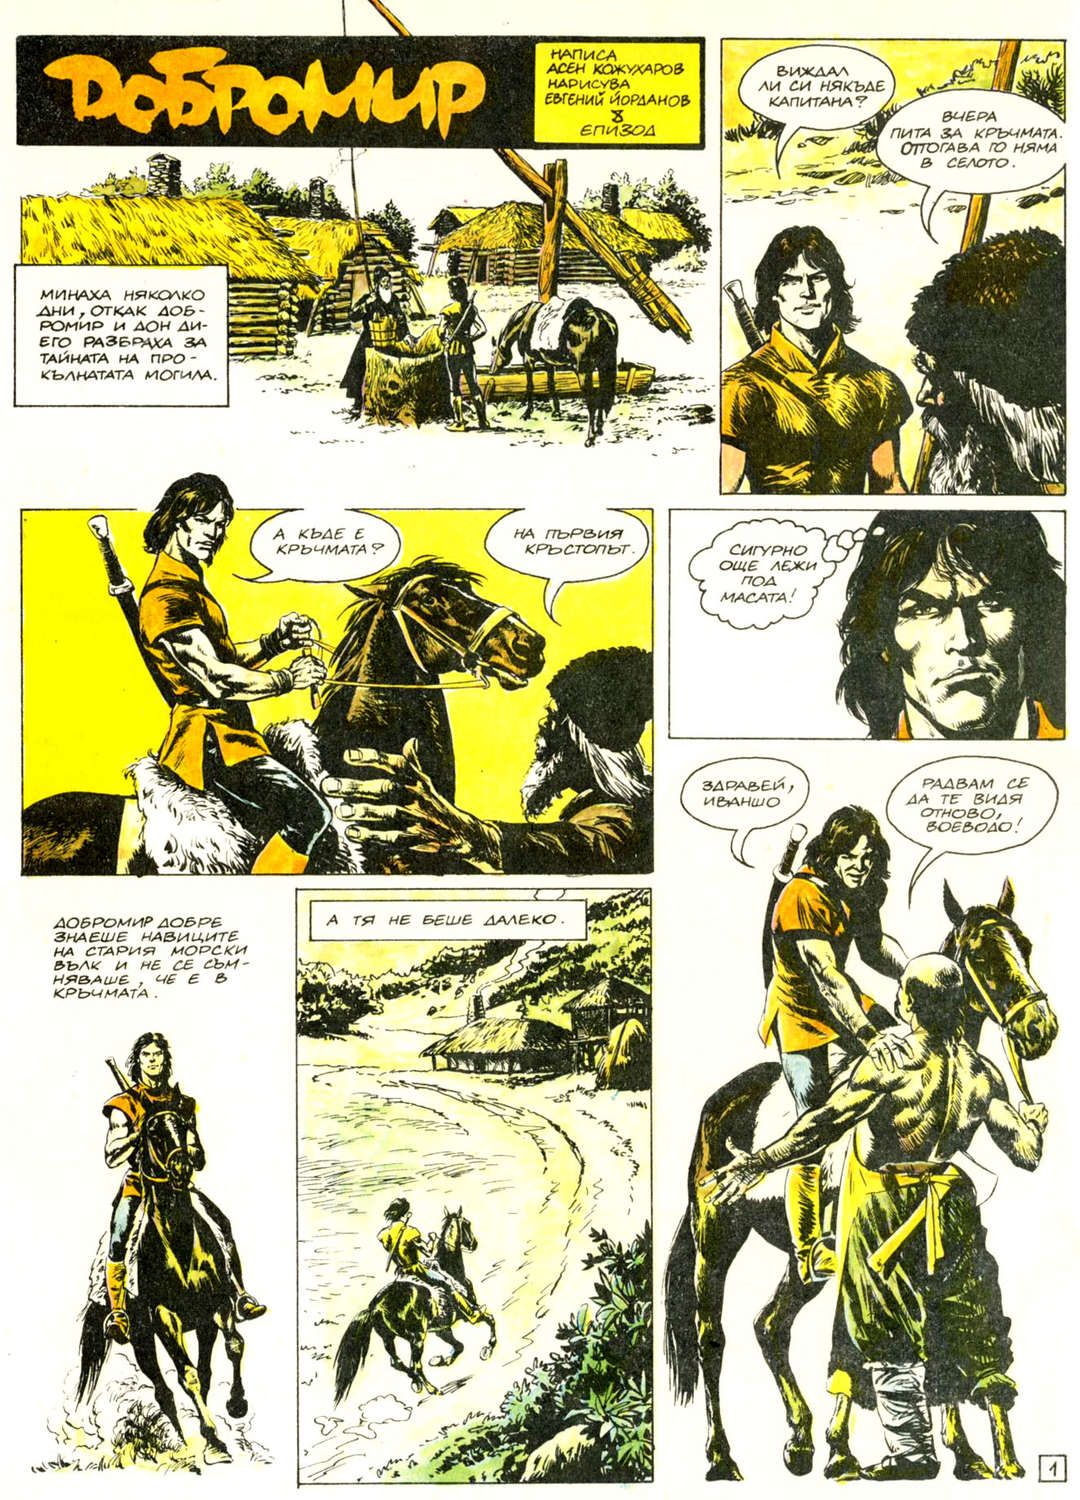 ДОБРОМИР
НАПИСА
АСЕН КОЖУХАРОВ
НАРИСУВА
ЕВГЕНИЙ ЙОРДАНОВ
8
ЕПИЗОД
МИНАХА НЯКОЛКО
ДНИ, ОТКАК ДОБ-
РОМИР И ДОН ДИ-
ЕГО РАЗБРАХА ЗА
ТАЙНАТА НА ПРО-
КЪЛНАТАТА МОГИЛА.
ВИЖДАЛ
ЛИ СИ НЯКЪДЕ
КАПИТАНА?
ВЧЕРА
ПИТА ЗА КРЪЧМАТА.
ОТТОГАВА ГО НЯМА
В СЕЛОТО.
А КЪДЕ Е
КРЪЧМАТА?
НА ПЪРВИЯ
КРЪСТОПЪТ.
СИГУРНО
ОЩЕ ЛЕЖИ
ПОД
МАСАТА!
ДОБРОМИР ДОБРЕ
ЗНАЕШЕ НАВИЦИТЕ
НА СТАРИЯ МОРСКИ
ВЪЛК И НЕ СЕ СЪМ-
НЯВАШЕ, ЧЕ Е В
КРЪЧМАТА.
А ТЯ НЕ БЕШЕ ДАЛЕКО.
ЗДРАВЕЙ,
ИВАНШО
РАДВАМ СЕ
ДА ТЕ ВИДЯ
ОТНОВО,
ВОЕВОДО!
1